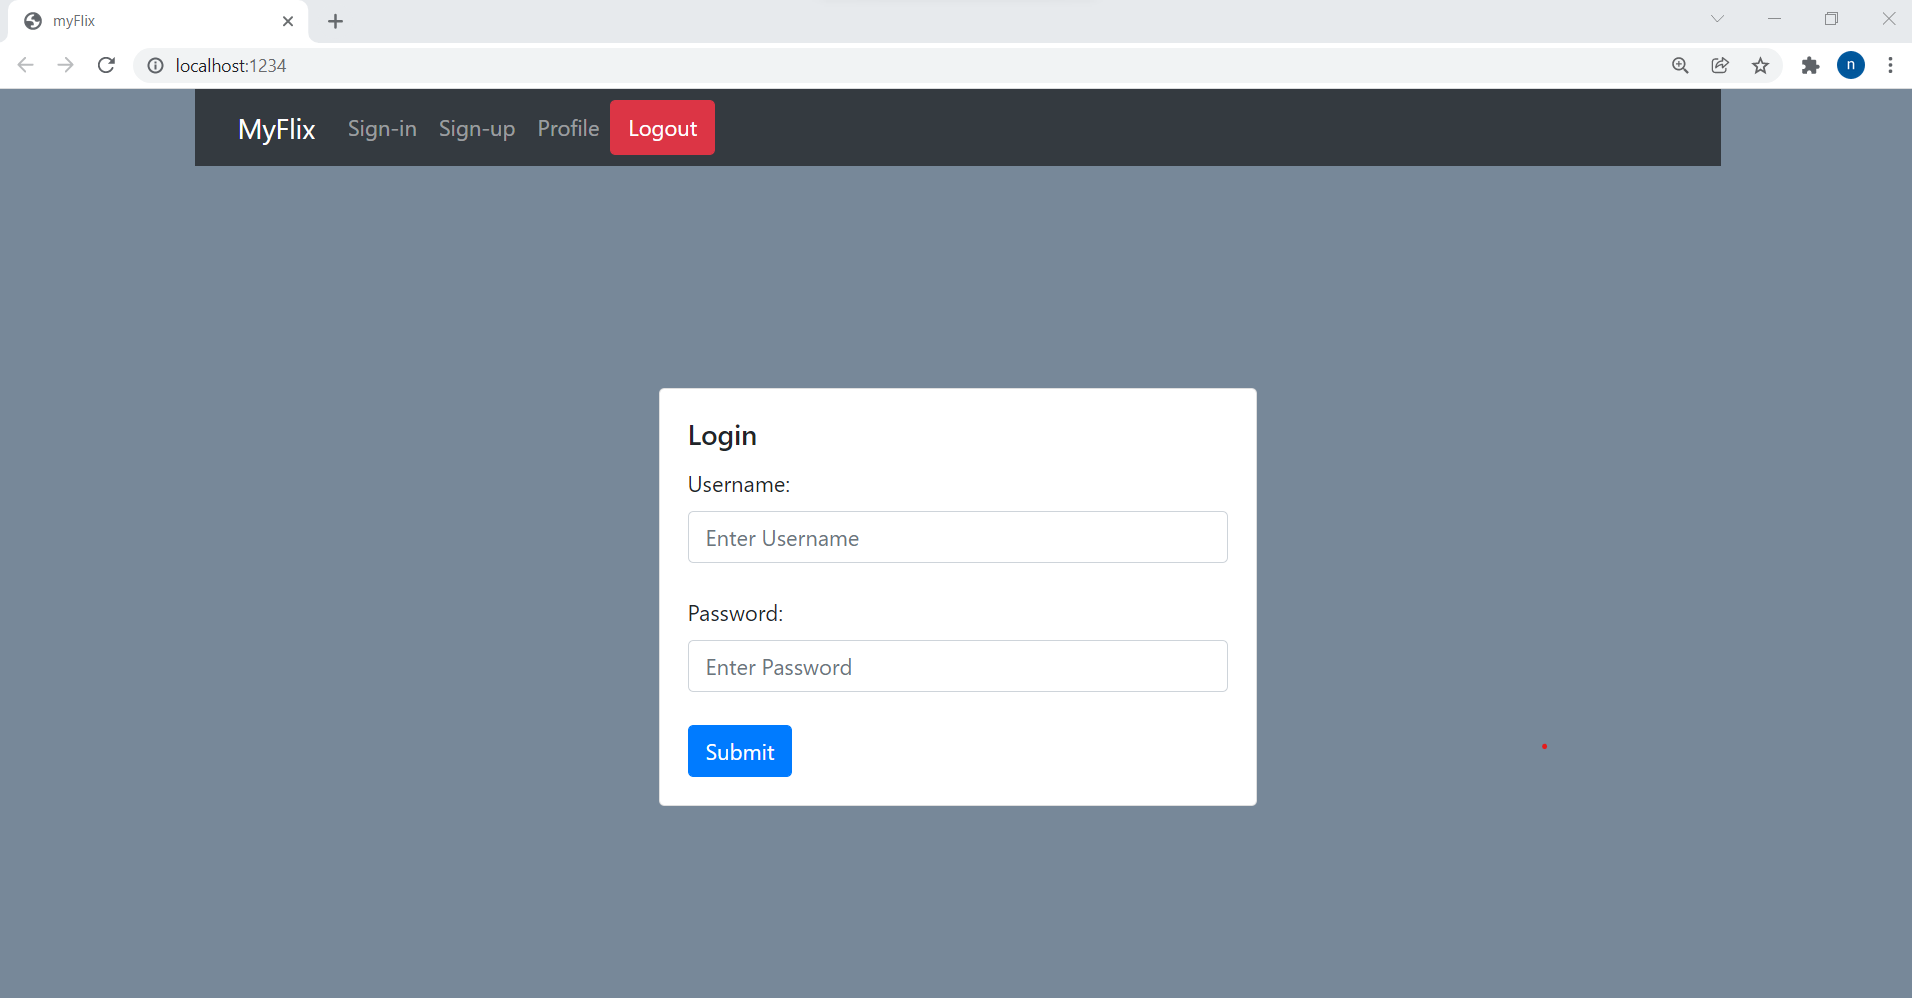 myFlix
localhost:1234
n
MyFlix Sign-in Sign-up Profile Logout
Login
Username:
Enter Username
Password:
Enter Password
Submit